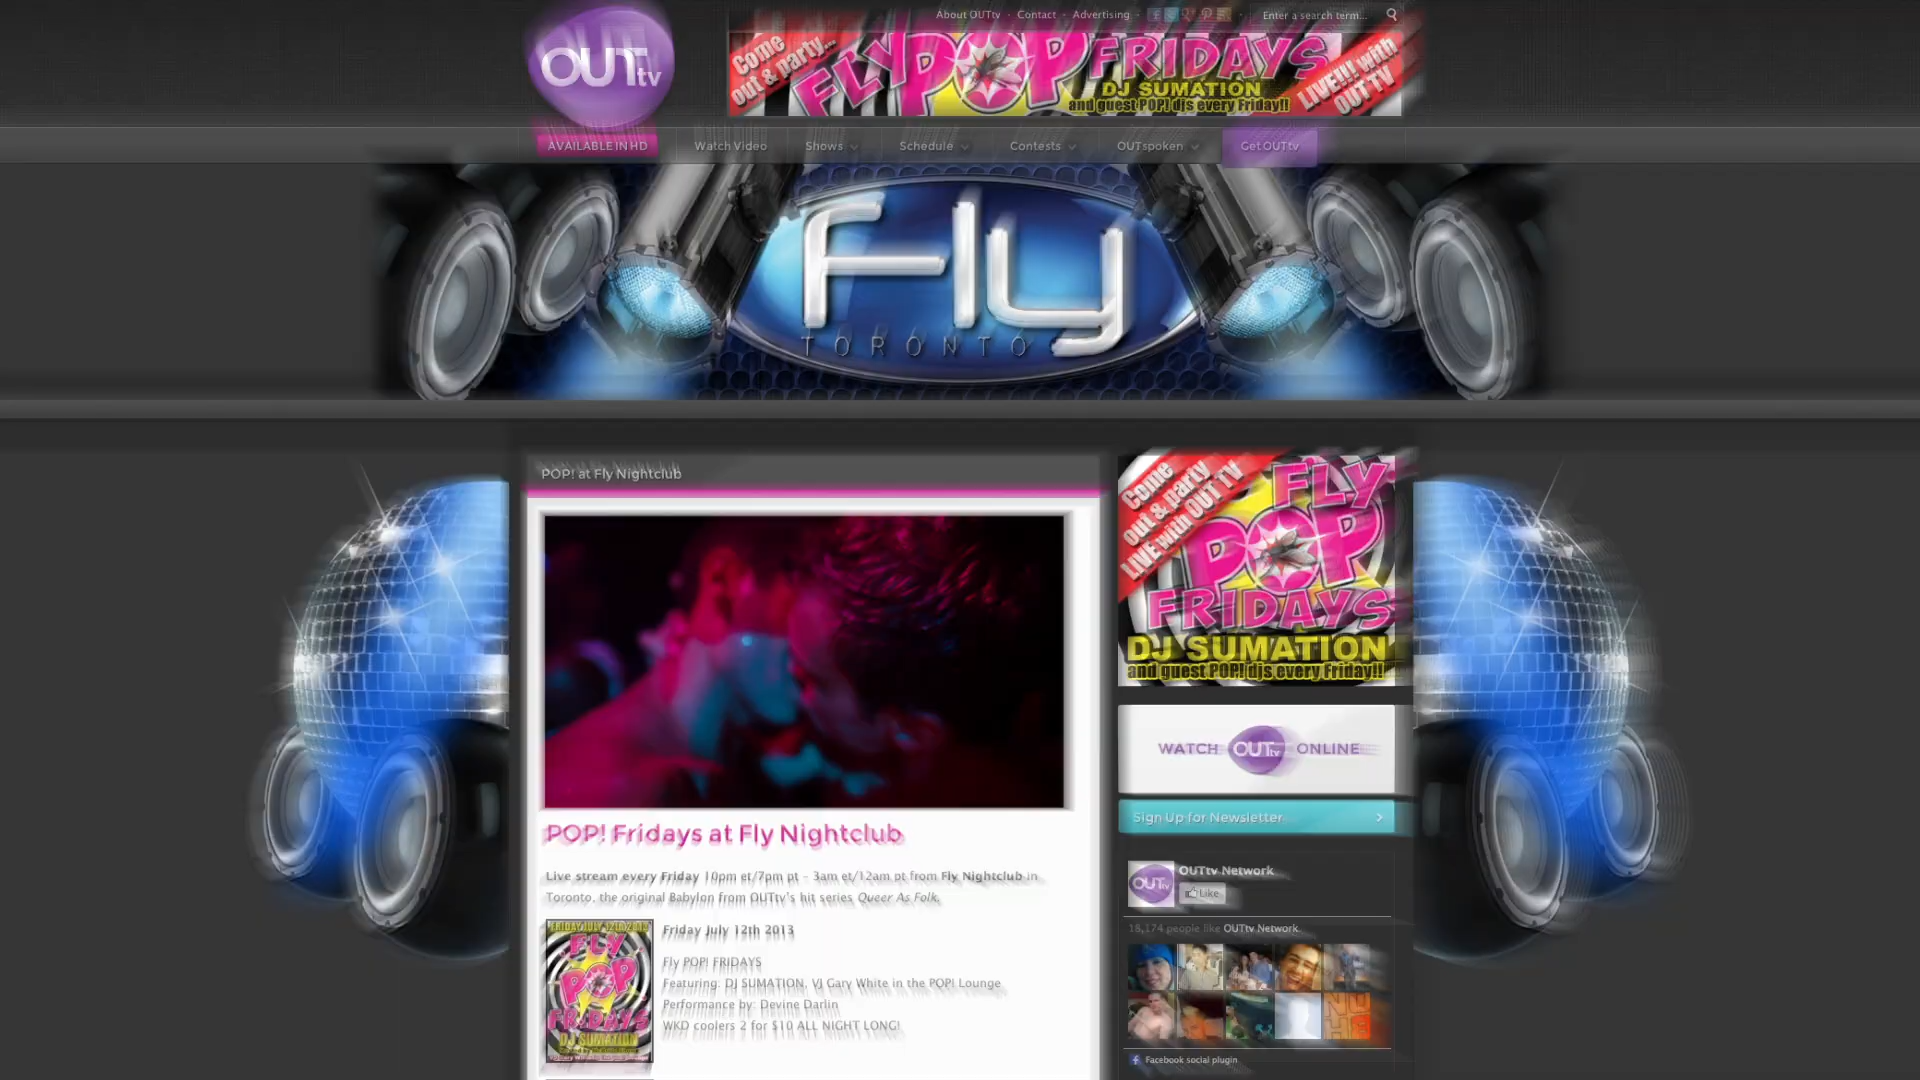 About OUTtv · Contact · Advertising ·
Enter a search term...
OUTtv
Come
out & party...
FLY POP FRIDAYS
DJ SUMATION
and guest POP! djs every Friday!!
LIVE!!! with
OUT TV
AVAILABLE IN HD
Watch Video
Shows
Schedule
Contests
OUTspoken
Get OUTtv
Fly
TORONTO
POP! at Fly Nightclub
Come
out & party
LIVE with OUT TV
FLY
POP
FRIDAYS
DJ SUMATION
and guest POP! djs every Friday!!
WATCH OUTtv ONLINE
Sign Up for Newsletter
POP! Fridays at Fly Nightclub
Live stream every Friday 10pm et/7pm pt – 3am et/12am pt from Fly Nightclub in
Toronto, the original Babylon from OUTtv's hit series Queer As Folk.
FRIDAY JULY 12TH 2013
FLY
POP
FRIDAYS
DJ SUMATION
Friday July 12th 2013
Fly POP! FRIDAYS
Featuring: DJ SUMATION, VJ Gary White in the POP! Lounge
Performance by: Devine Darlin
WKD coolers 2 for $10 ALL NIGHT LONG!
OUTtv
OUTtv Network
Like
18,174 people like OUTtv Network.
Facebook social plugin